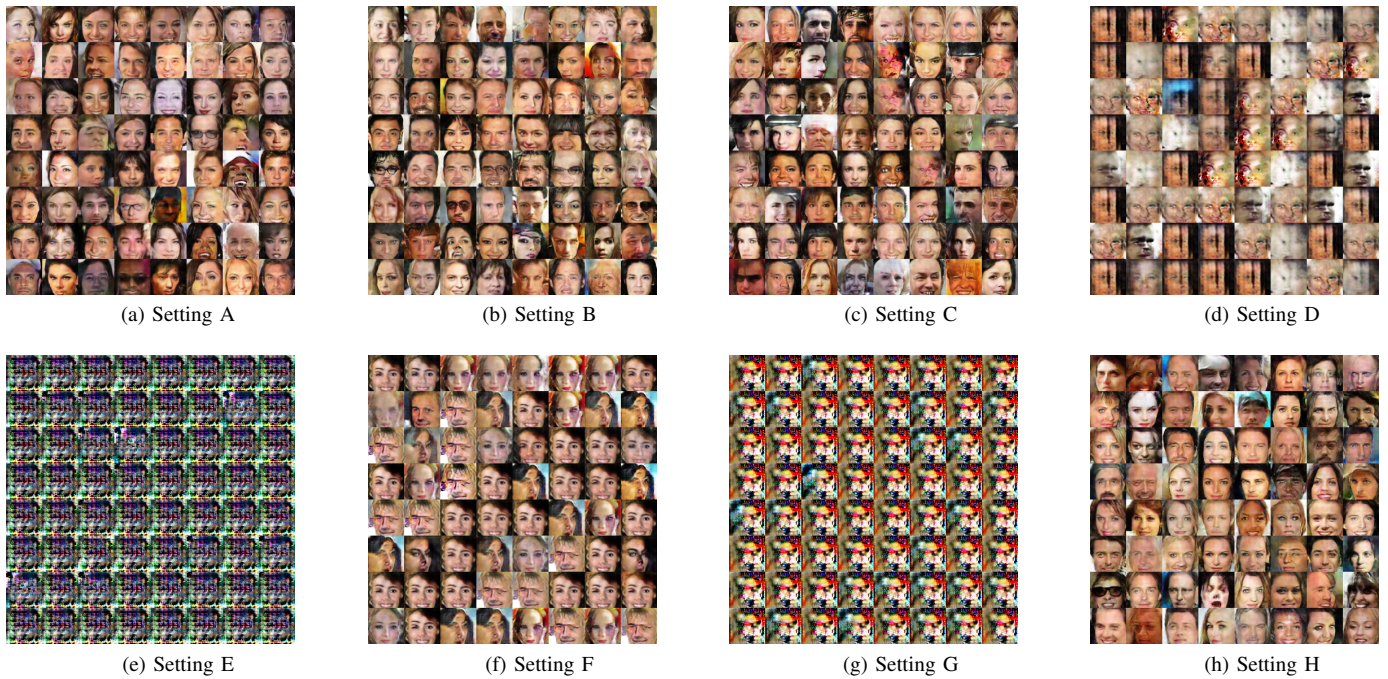 (a) Setting A
(b) Setting B
(c) Setting C
(d) Setting D
(e) Setting E
(f) Setting F
(g) Setting G
(h) Setting H